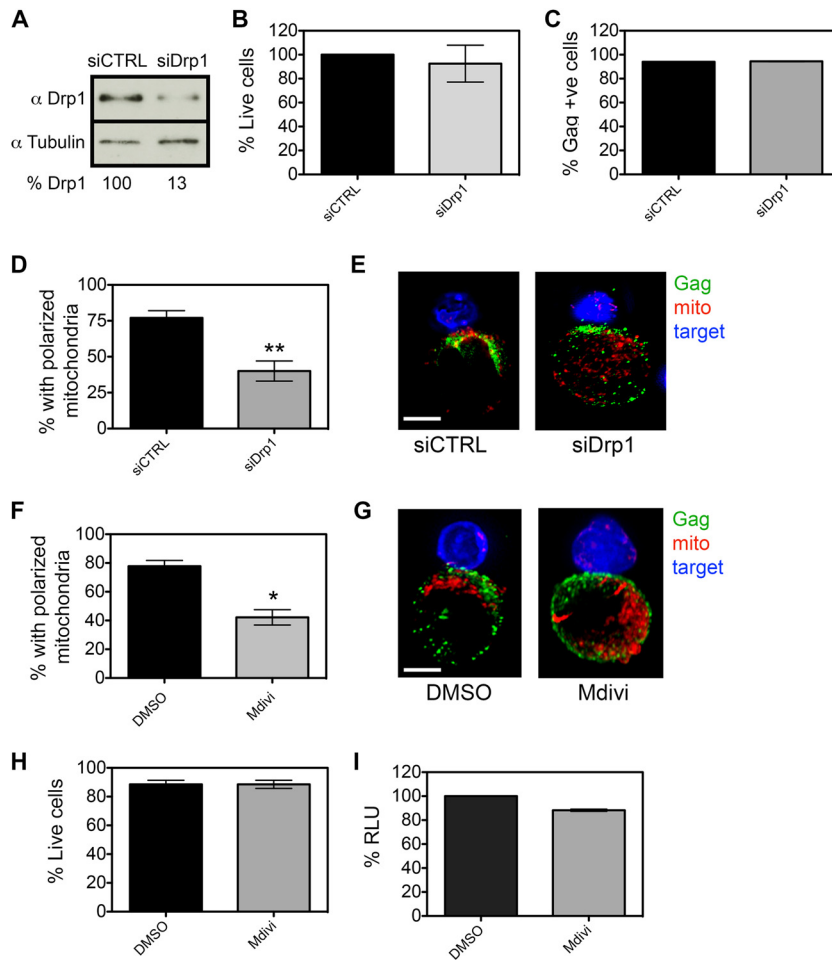 A
siCTRL siDrp1
α Drp1
α Tubulin
% Drp1 100 13
B
% Live cells
120
100
80
60
40
20
0
siCTRL
siDrp1
C
% Gag +ve cells
120
100
80
60
40
20
0
siCTRL
siDrp1
D
% with polarized
mitochondria
100
75
50
25
0
**
siCTRL
siDrp1
E
Gag
mito
target
siCTRL
siDrp1
F
% with polarized
mitochondria
100
80
60
40
20
0
*
DMSO
Mdivi
G
Gag
mito
target
DMSO
Mdivi
H
% Live cells
100
80
60
40
20
0
DMSO
Mdivi
I
% RLU
120
100
80
60
40
20
0
DMSO
Mdivi